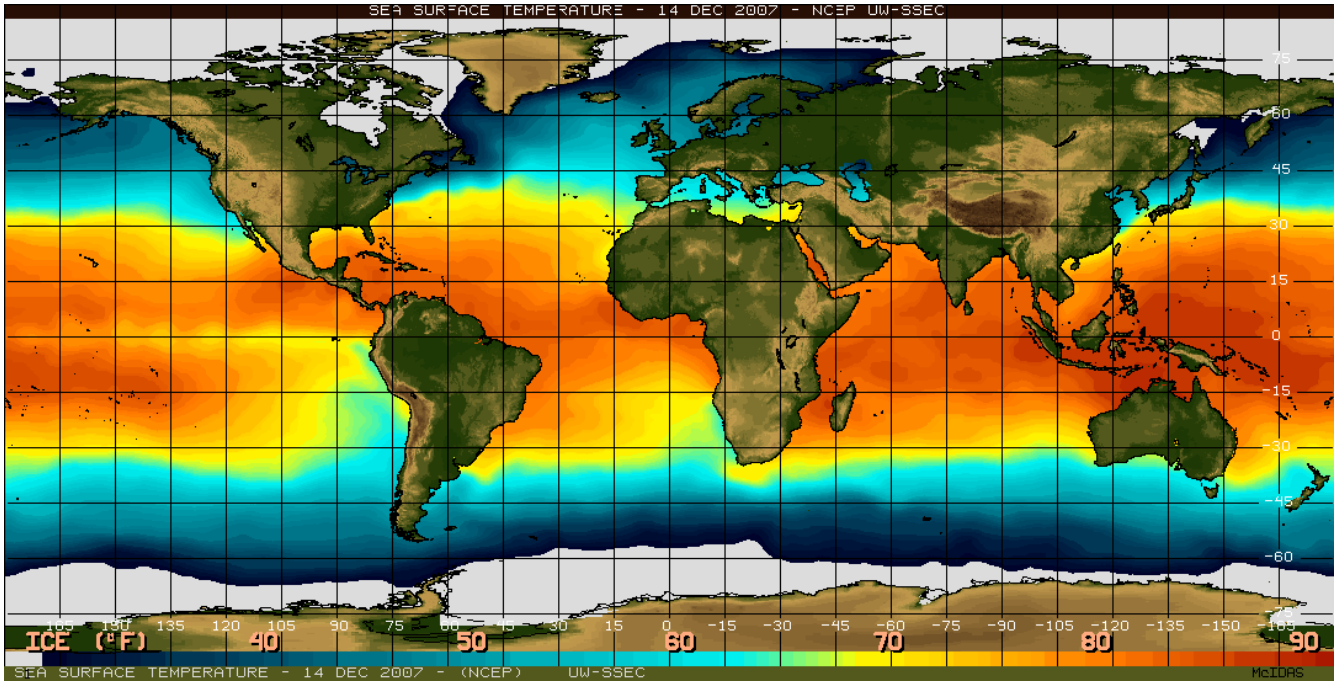 SEA SURFACE TEMPERATURE - 14 DEC 2007 - NCEP UW-SSEC
75
60
45
30
15
0
-15
-30
-45
-60
-75
165 150 135 120 105 90 75 60 45 30 15 0 -15 -30 -45 -60 -75 -90 -105 -120 -135 -150 -165
ICE (°F) 40 50 60 70 80 90
SEA SURFACE TEMPERATURE - 14 DEC 2007 - (NCEP) UW-SSEC McIDAS